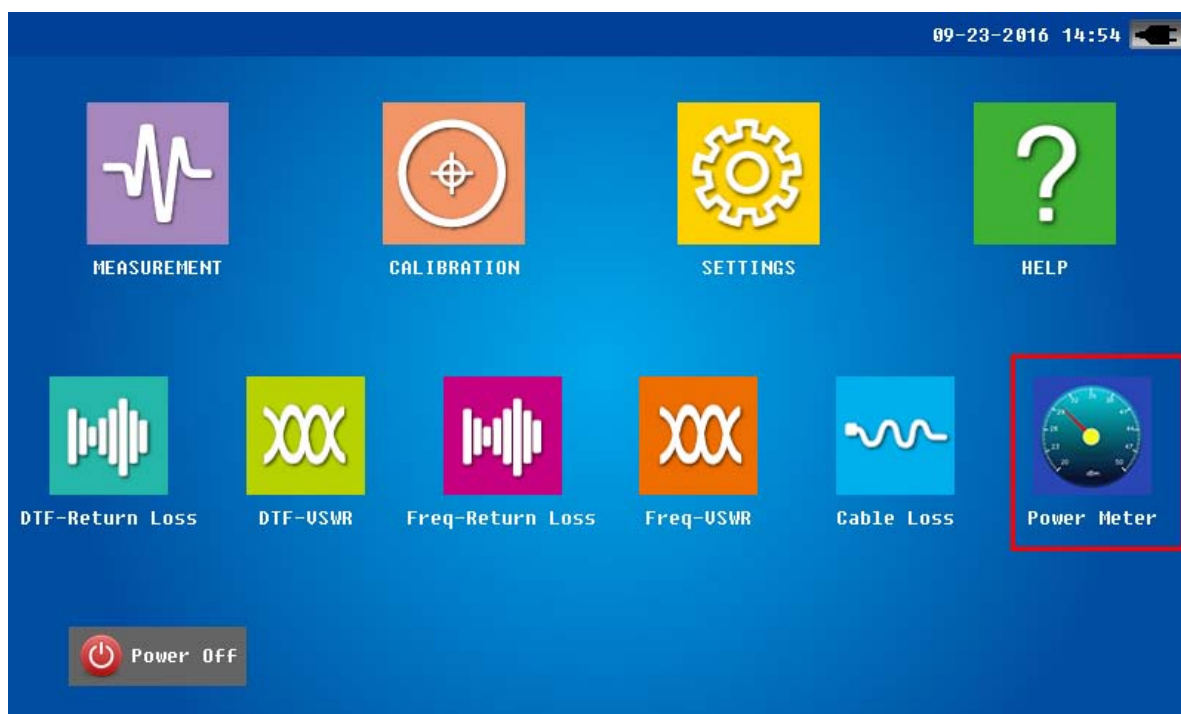 09-23-2016 14:54
MEASUREMENT
CALIBRATION
SETTINGS
HELP
DTF-Return Loss
DTF-VSWR
Freq-Return Loss
Freq-VSWR
Cable Loss
Power Meter
Power Off